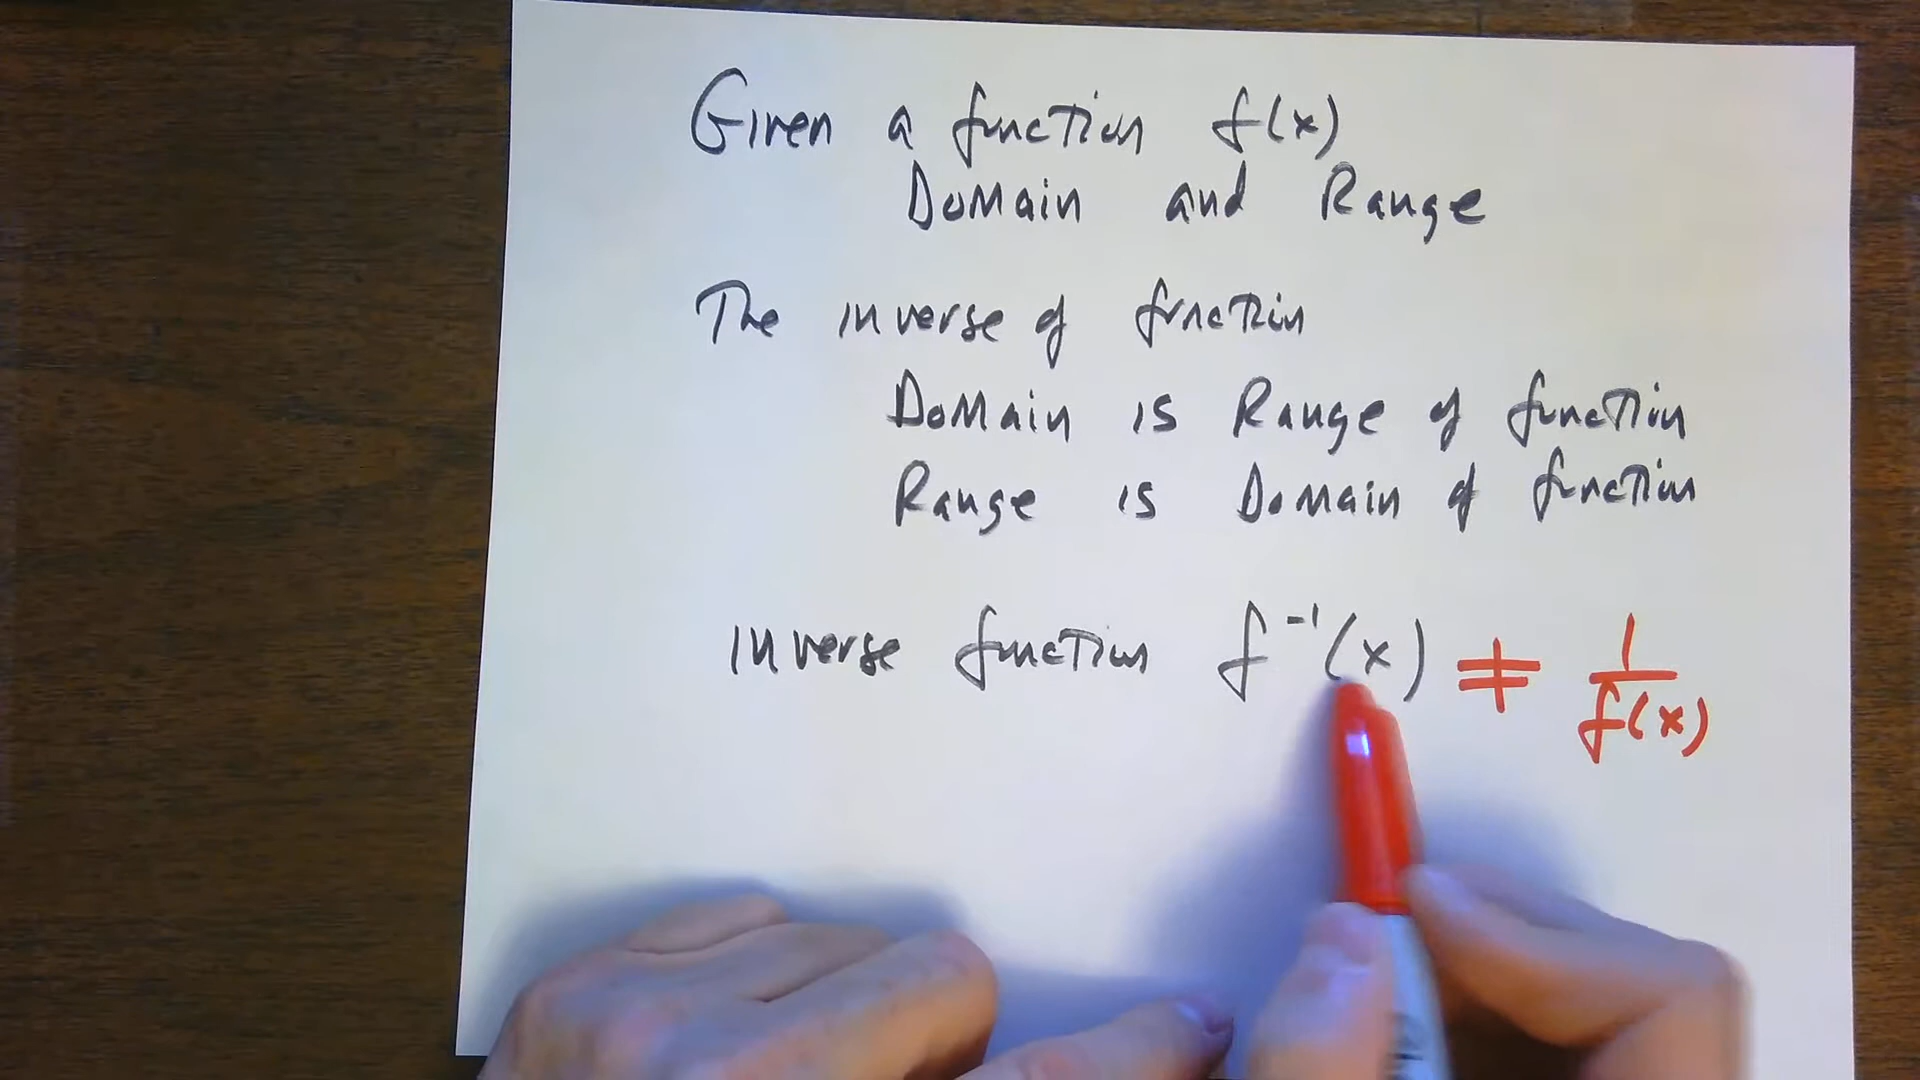 Given a function f(x)
Domain and Range
The inverse of function
Domain is Range of function
Range is Domain of function
inverse function f⁻¹(x) ≠ 1/f(x)